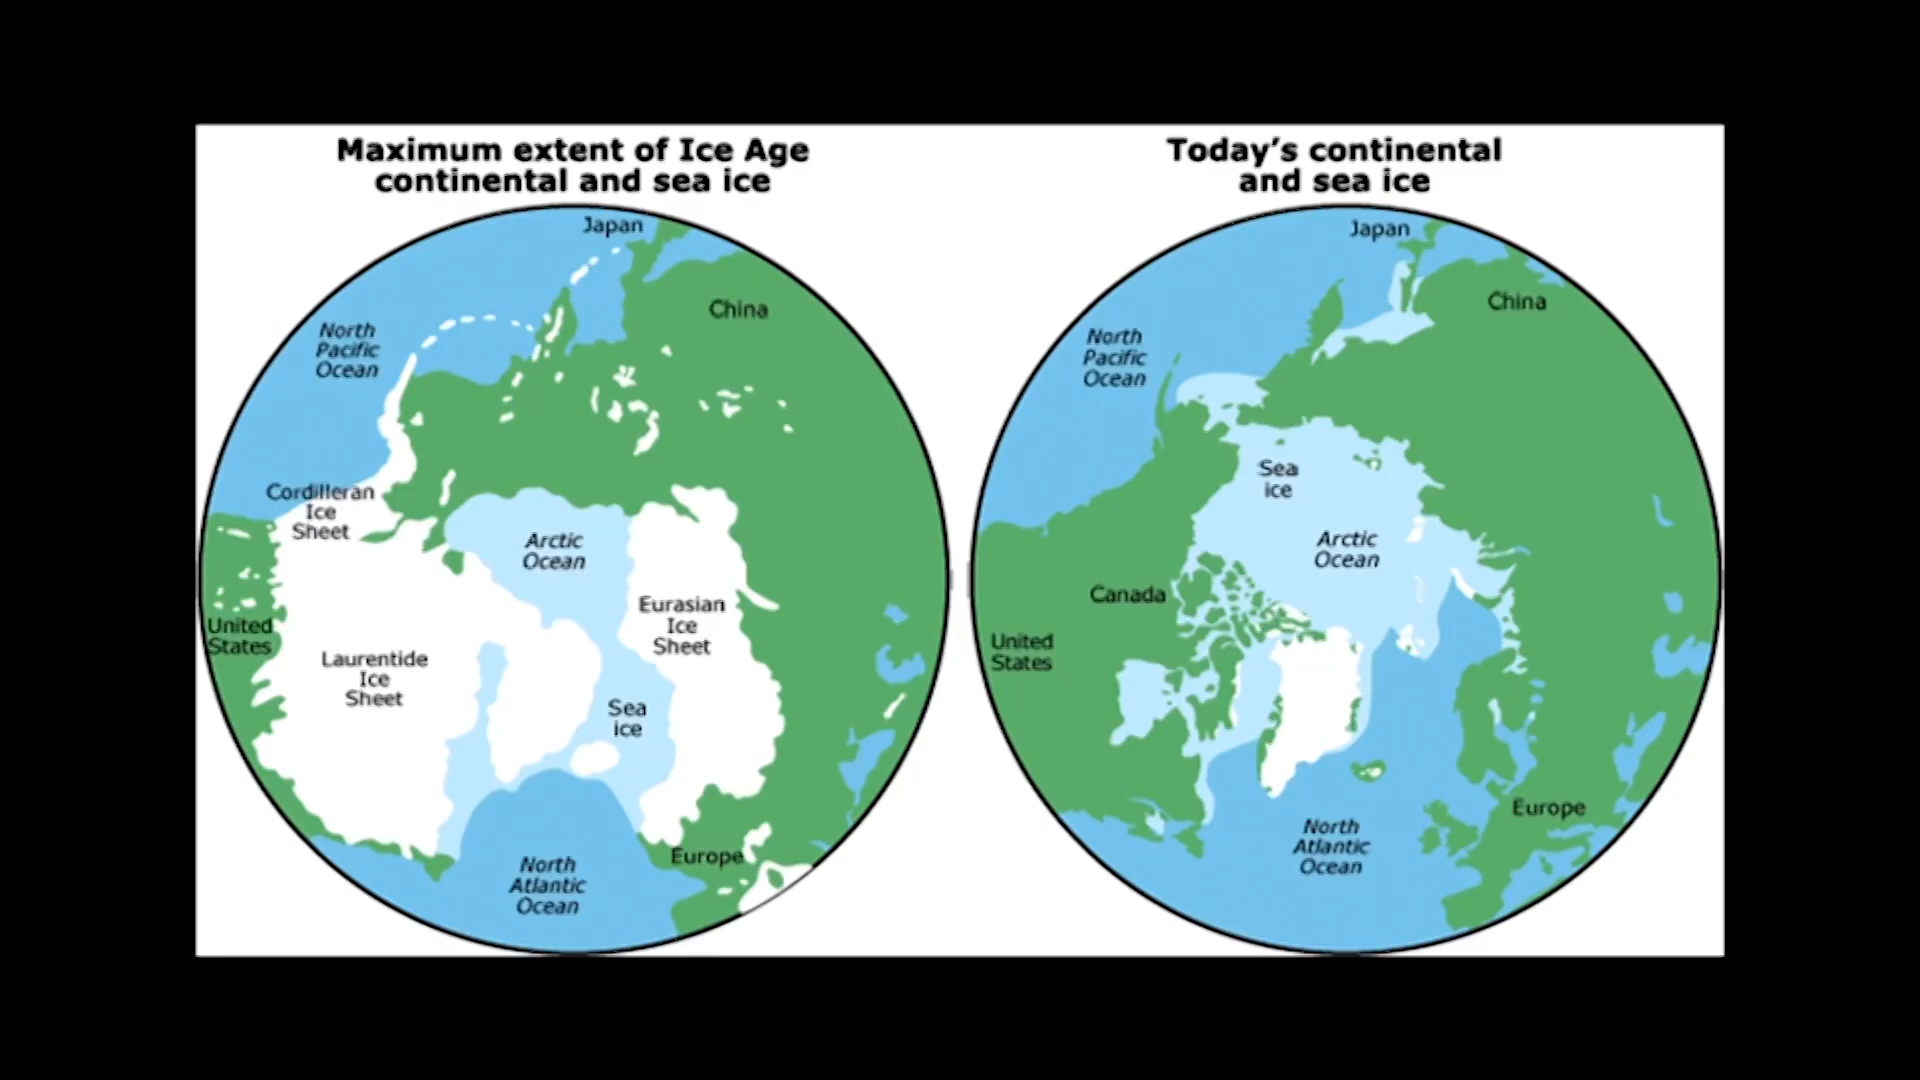 Maximum extent of Ice Age
continental and sea ice
Japan
China
North
Pacific
Ocean
Cordilleran
Ice
Sheet
Arctic
Ocean
Eurasian
Ice
Sheet
United
States
Laurentide
Ice
Sheet
Sea
ice
Europe
North
Atlantic
Ocean
Today's continental
and sea ice
Japan
China
North
Pacific
Ocean
Sea
ice
Arctic
Ocean
Canada
United
States
Europe
North
Atlantic
Ocean